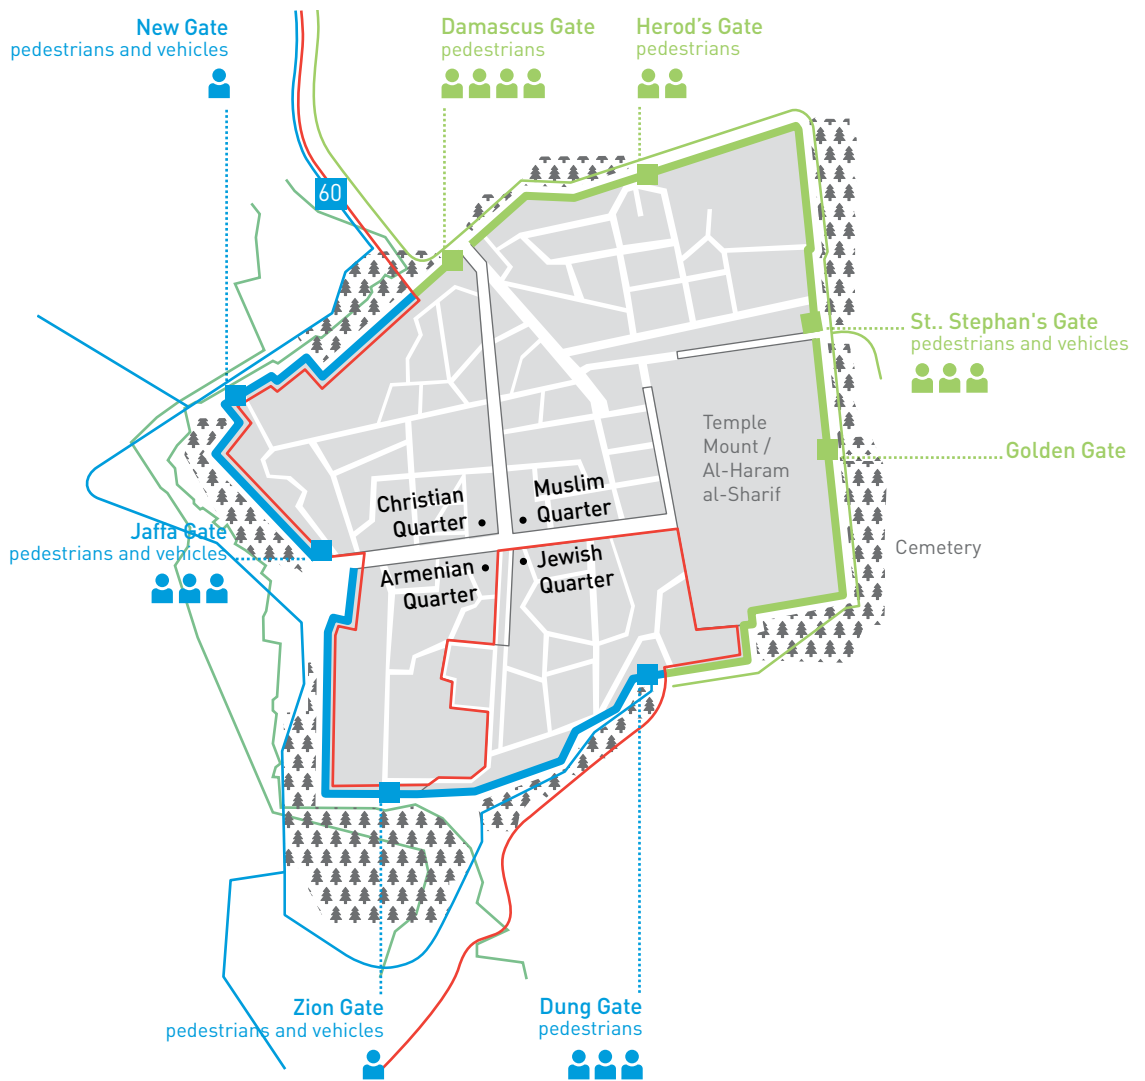 New Gate
pedestrians and vehicles
Damascus Gate
pedestrians
Herod's Gate
pedestrians
60
St.. Stephan's Gate
pedestrians and vehicles
Temple
Mount /
Al-Haram
al-Sharif
Golden Gate
Christian
Quarter
Muslim
Quarter
Jaffa Gate
pedestrians and vehicles
Armenian
Quarter
Jewish
Quarter
Cemetery
Zion Gate
pedestrians and vehicles
Dung Gate
pedestrians